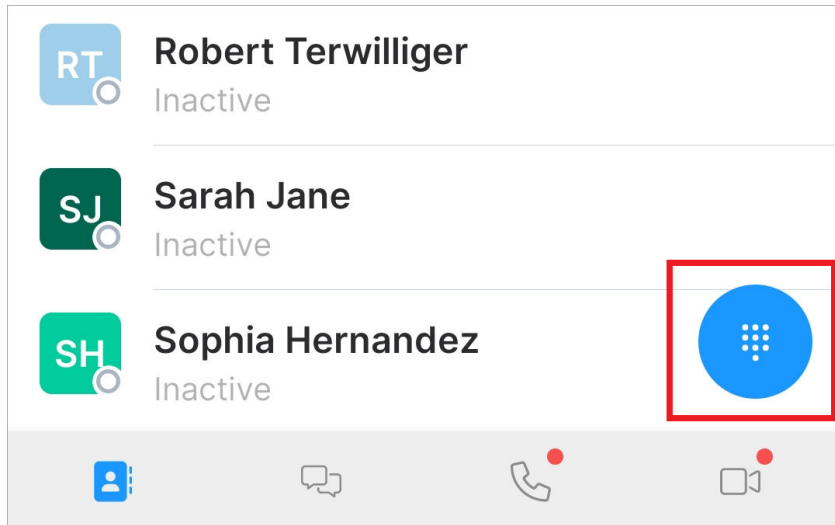 RT
Robert Terwilliger
Inactive
SJ
Sarah Jane
Inactive
SH
Sophia Hernandez
Inactive